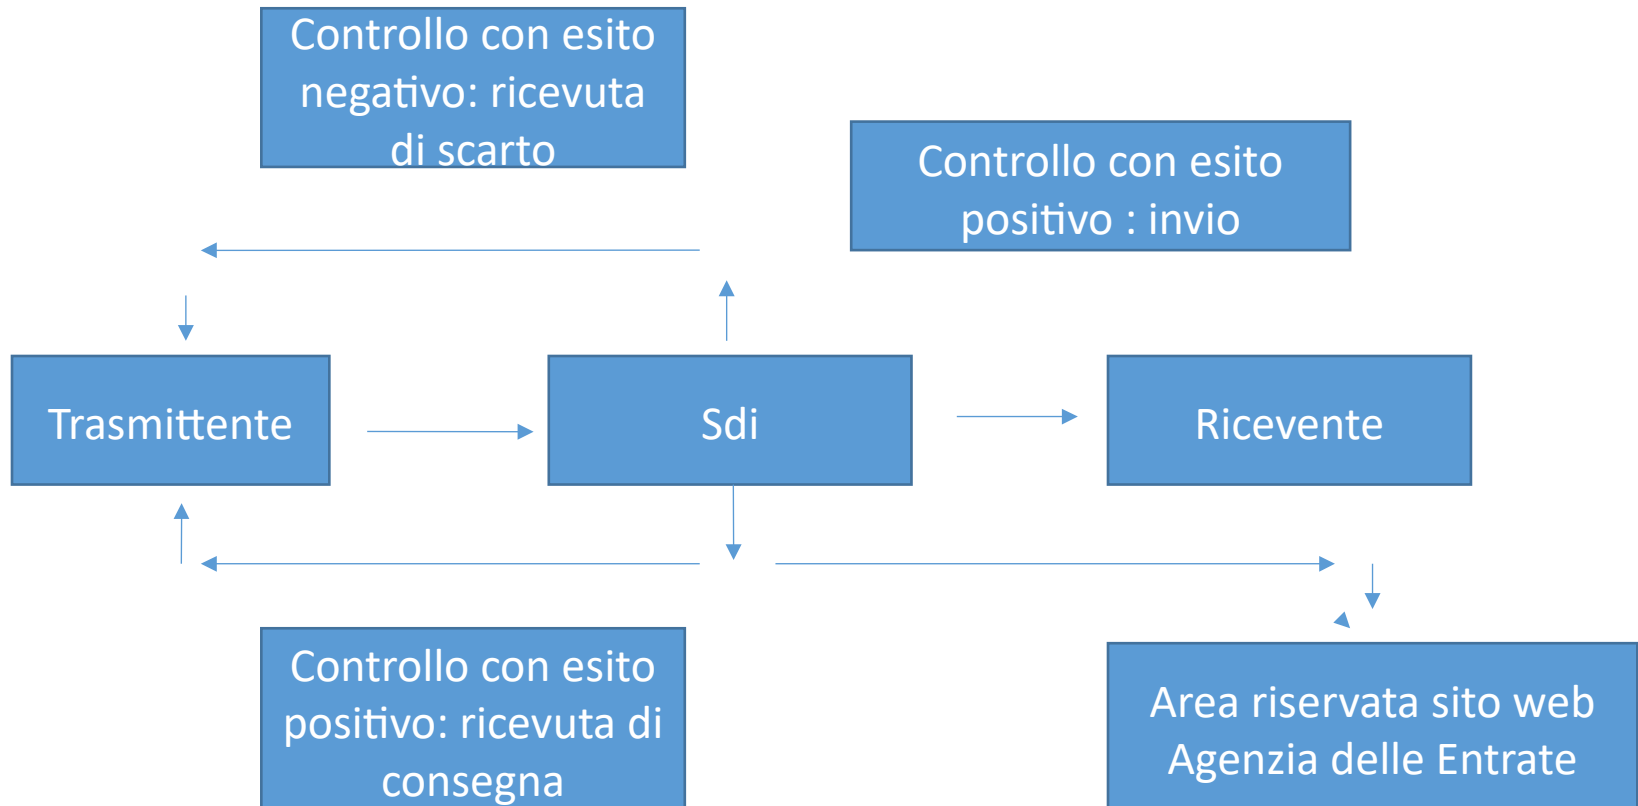 Controllo con esito
negativo: ricevuta
di scarto
Controllo con esito
positivo : invio
Trasmittente
Sdi
Ricevente
Controllo con esito
positivo: ricevuta di
consegna
Area riservata sito web
Agenzia delle Entrate